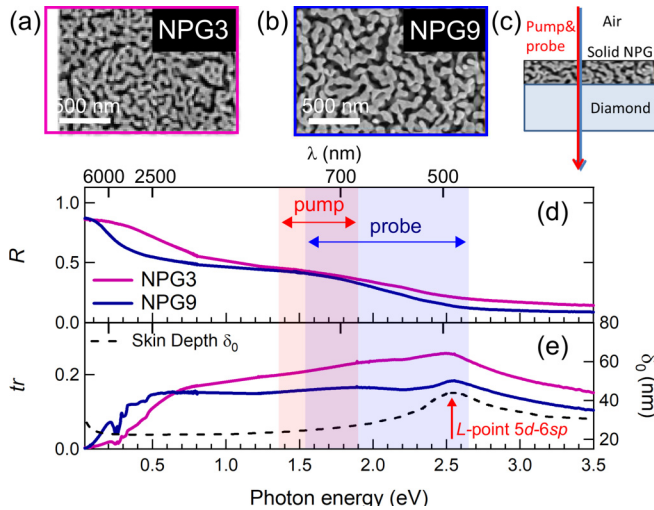 (a)
NPG3
500 nm
(b)
NPG9
500 nm
(c)
Pump&
probe
Air
Solid NPG
Diamond
λ (nm)
6000 2500 700 500
(d)
pump
probe
R
1.0
0.5
0.0
NPG3
NPG9
(e)
Skin Depth δ₀
tr
0.2
0.0
δ₀ (nm)
80
60
40
20
L-point 5d-6sp
0.5 1.0 1.5 2.0 2.5 3.0 3.5
Photon energy (eV)